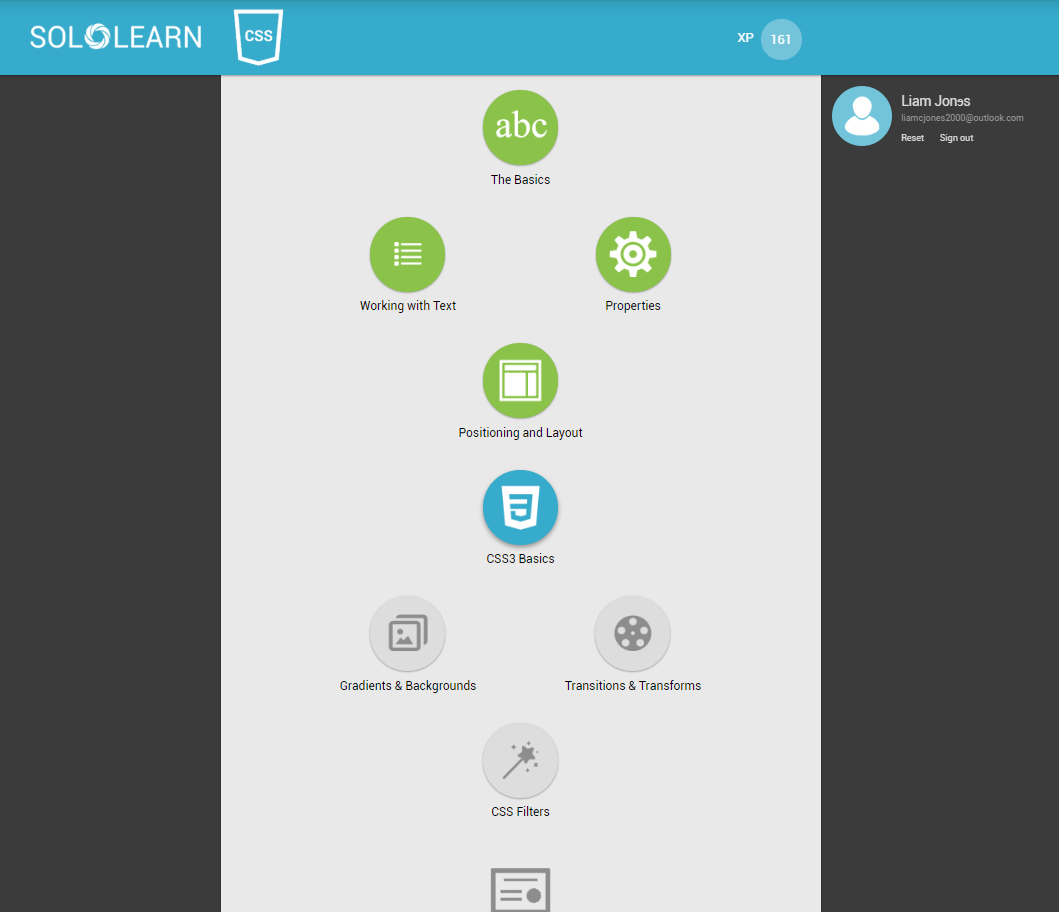 SOLOLEARN
CSS
XP 161
Liam Jones
liamcjones2000@outlook.com
Reset Sign out
abc
The Basics
Working with Text
Properties
Positioning and Layout
CSS3 Basics
Gradients & Backgrounds
Transitions & Transforms
CSS Filters